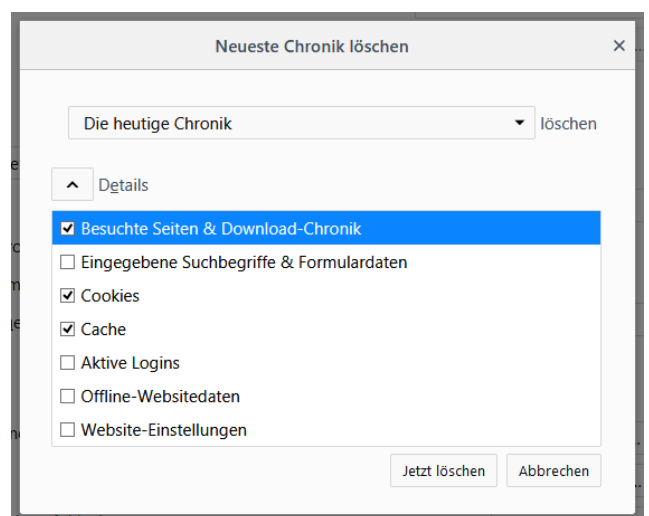 Neueste Chronik löschen
Die heutige Chronik löschen
Details
Besuchte Seiten & Download-Chronik
Eingegebene Suchbegriffe & Formulardaten
Cookies
Cache
Aktive Logins
Offline-Websitedaten
Website-Einstellungen
Jetzt löschen Abbrechen